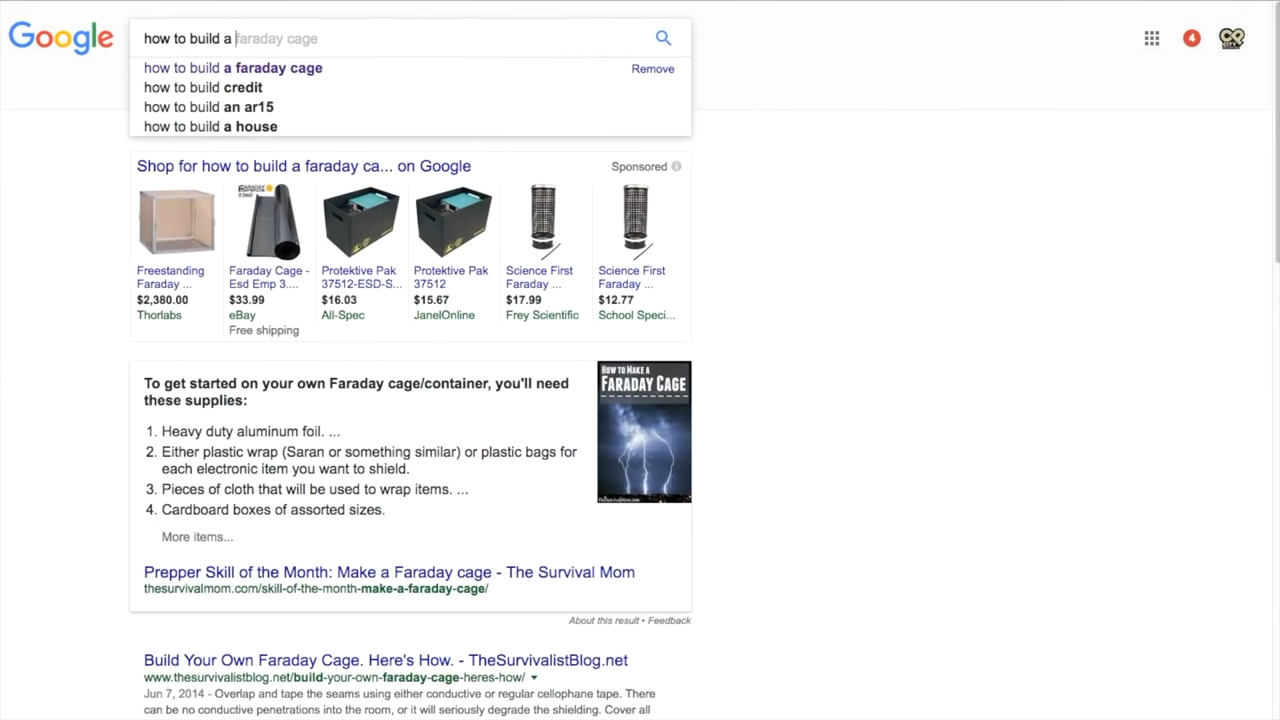 Google
how to build a faraday cage
how to build a faraday cage
Remove
how to build credit
how to build an ar15
how to build a house
4
Shop for how to build a faraday ca... on Google
Sponsored
Freestanding
Faraday ...
$2,380.00
Thorlabs
Faraday Cage -
Esd Emp 3....
$33.99
eBay
Free shipping
Protektive Pak
37512-ESD-S...
$16.03
All-Spec
Protektive Pak
37512
$15.67
JanelOnline
Science First
Faraday ...
$17.99
Frey Scientific
Science First
Faraday ...
$12.77
School Speci...
To get started on your own Faraday cage/container, you'll need
these supplies:
1. Heavy duty aluminum foil. ...
2. Either plastic wrap (Saran or something similar) or plastic bags for
each electronic item you want to shield.
3. Pieces of cloth that will be used to wrap items. ...
4. Cardboard boxes of assorted sizes.
More items...
HOW TO MAKE A
FARADAY CAGE
TheSurvivalMom.com
Prepper Skill of the Month: Make a Faraday cage - The Survival Mom
thesurvivalmom.com/skill-of-the-month-make-a-faraday-cage/
About this result • Feedback
Build Your Own Faraday Cage. Here's How. - TheSurvivalistBlog.net
www.thesurvivalistblog.net/build-your-own-faraday-cage-heres-how/
Jun 7, 2014 - Overlap and tape the seams using either conductive or regular cellophane tape. There
can be no conductive penetrations into the room, or it will seriously degrade the shielding. Cover all